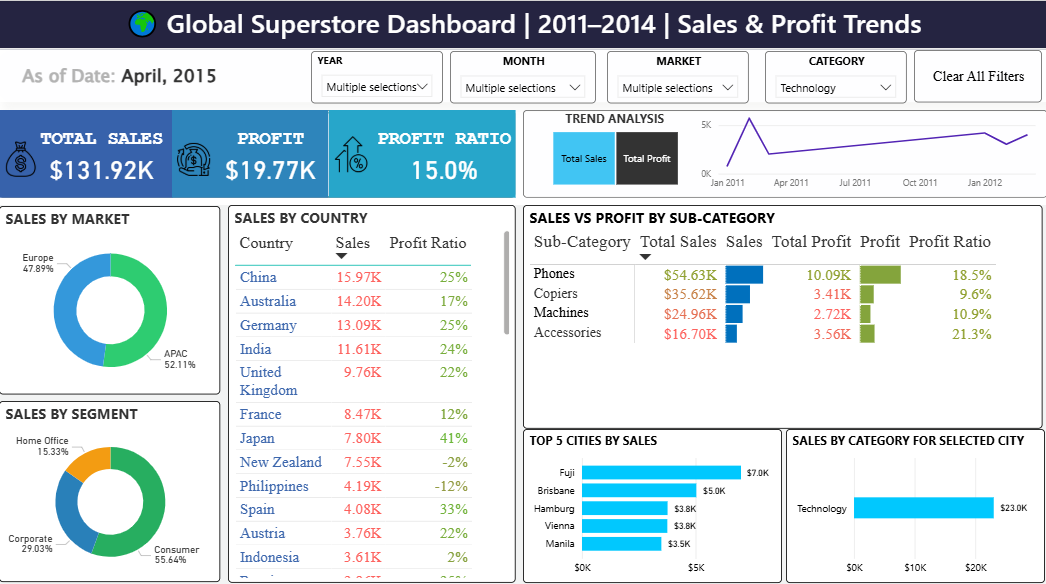 Global Superstore Dashboard | 2011–2014 | Sales & Profit Trends
As of Date: April, 2015
YEAR
Multiple selections
MONTH
Multiple selections
MARKET
Multiple selections
CATEGORY
Technology
Clear All Filters
TOTAL SALES
$131.92K
PROFIT
$19.77K
PROFIT RATIO
15.0%
TREND ANALYSIS
Total Sales
Total Profit
5K
0K
Jan 2011 Apr 2011 Jul 2011 Oct 2011 Jan 2012
SALES BY MARKET
Europe
47.89%
APAC
52.11%
SALES BY SEGMENT
Home Office
15.33%
Corporate
29.03%
Consumer
55.64%
SALES BY COUNTRY
Country Sales Profit Ratio
China 15.97K 25%
Australia 14.20K 17%
Germany 13.09K 25%
India 11.61K 24%
United 9.76K 22%
Kingdom
France 8.47K 12%
Japan 7.80K 41%
New Zealand 7.55K -2%
Philippines 4.19K -12%
Spain 4.08K 33%
Austria 3.76K 22%
Indonesia 3.61K 2%
SALES VS PROFIT BY SUB-CATEGORY
Sub-Category Total Sales Sales Total Profit Profit Profit Ratio
Phones $54.63K 10.09K 18.5%
Copiers $35.62K 3.41K 9.6%
Machines $24.96K 2.72K 10.9%
Accessories $16.70K 3.56K 21.3%
TOP 5 CITIES BY SALES
Fuji $7.0K
Brisbane $5.0K
Hamburg $3.8K
Vienna $3.8K
Manila $3.5K
$0K $5K
SALES BY CATEGORY FOR SELECTED CITY
Technology $23.0K
$0K $10K $20K